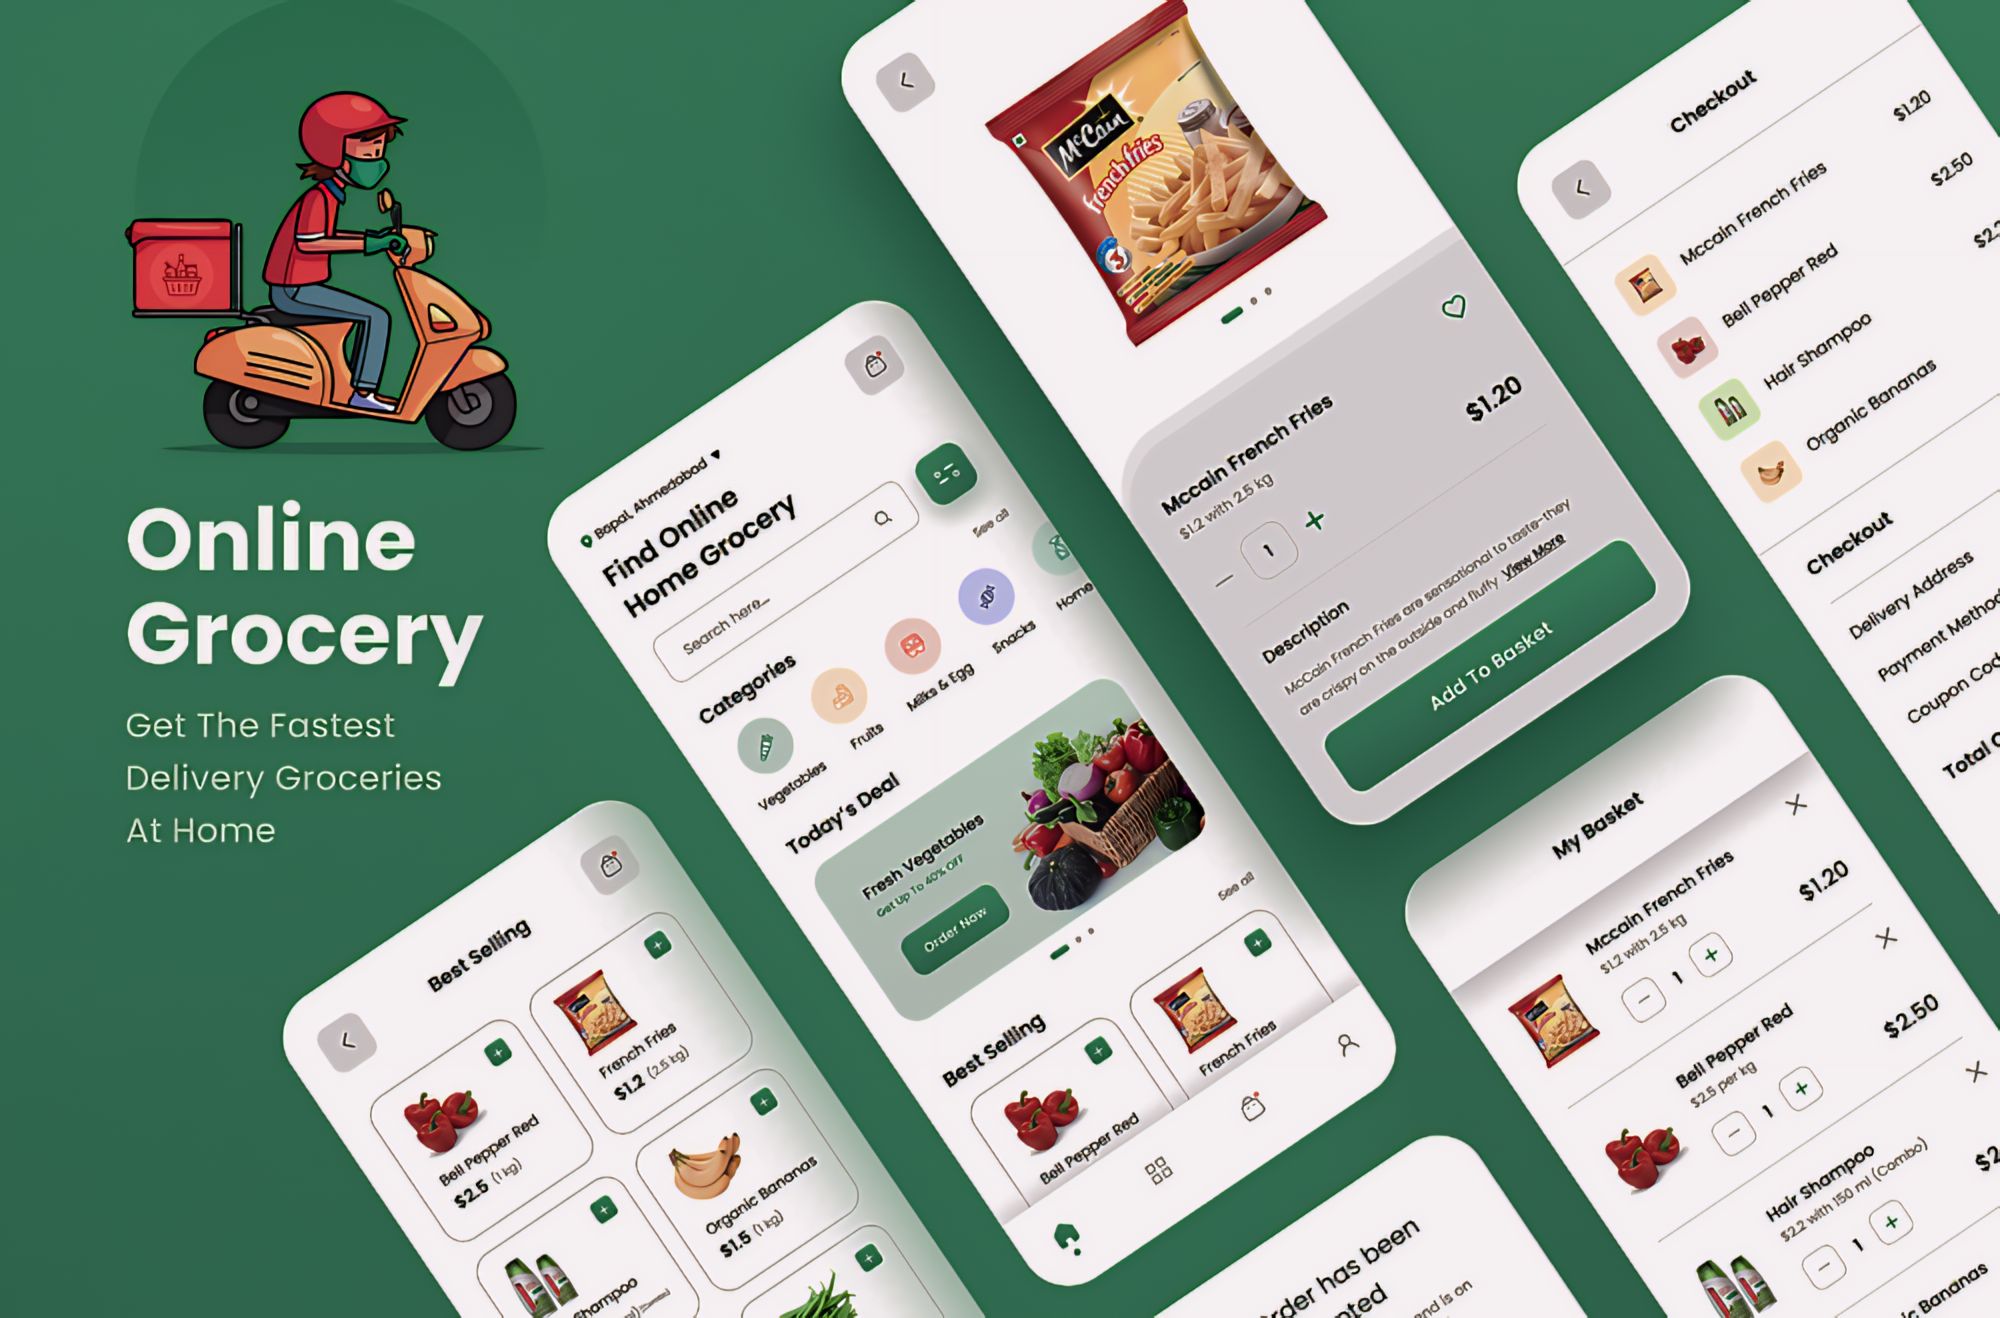 Online
Grocery
Get The Fastest
Delivery Groceries
At Home
Best Selling
Bell Pepper Red
$2.5 (1 kg)
French Fries
$1.2 (2.5 kg)
Organic Bananas
$1.5 (1 kg)
Shampoo
Bopal, Ahmedabad
Find Online
Home Grocery
Search here...
See all
Categories
Vegetables
Fruits
Milks & Egg
Snacks
Home
Today's Deal
Fresh Vegetables
Get Up To 40% Off
Order Now
See all
Best Selling
Bell Pepper Red
French Fries
McCain
french fries
3
Mccain French Fries
$1.20
$1.2 with 2.5 kg
1
Description
McCain French Fries are sensational to taste-they
are crispy on the outside and fluffy View More
Add To Basket
Order has been
end is on
My Basket
Mccain French Fries
$1.2 with 2.5 kg
1
$1.20
Bell Pepper Red
$2.5 per kg
1
$2.50
Hair Shampoo
$2.2 with 150 ml (Combo)
1
$2
Bananas
Checkout
Mccain French Fries
$1.20
Bell Pepper Red
$2.50
Hair Shampoo
$2.2
Organic Bananas
Checkout
Delivery Address
Payment Method
Coupon Cod
Total